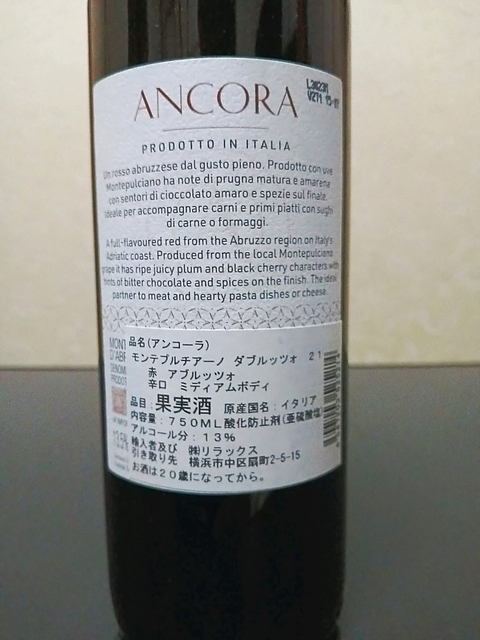 ANCORA
PRODOTTO IN ITALIA
Un rosso abruzzese dal gusto pieno. Prodotto con uve
Montepulciano ha note di prugna matura e amarena
con sentori di cioccolato amaro e spezie sul finale.
Ideale per accompagnare carni e primi piatti con sughi
di carne o formaggi.
A full-flavoured red from the Abruzzo region on Italy's
Adriatic coast. Produced from the local Montepulciano
grape it has ripe juicy plum and black cherry characters with
hints of bitter chocolate and spices on the finish. The ideal
partner to meat and hearty pasta dishes or cheese.
品名(アンコーラ)
モンテプルチアーノ ダブルッツォ 21
赤 アブルッツォ
辛口 ミディアムボディ
品目:果実酒 原産国名:イタリア
内容量:750ML 酸化防止剤(亜硫酸塩)
アルコール分:13%
輸入者及び ㈱リラックス
引き取り先 横浜市中区扇町2-5-15
お酒は20歳になってから。